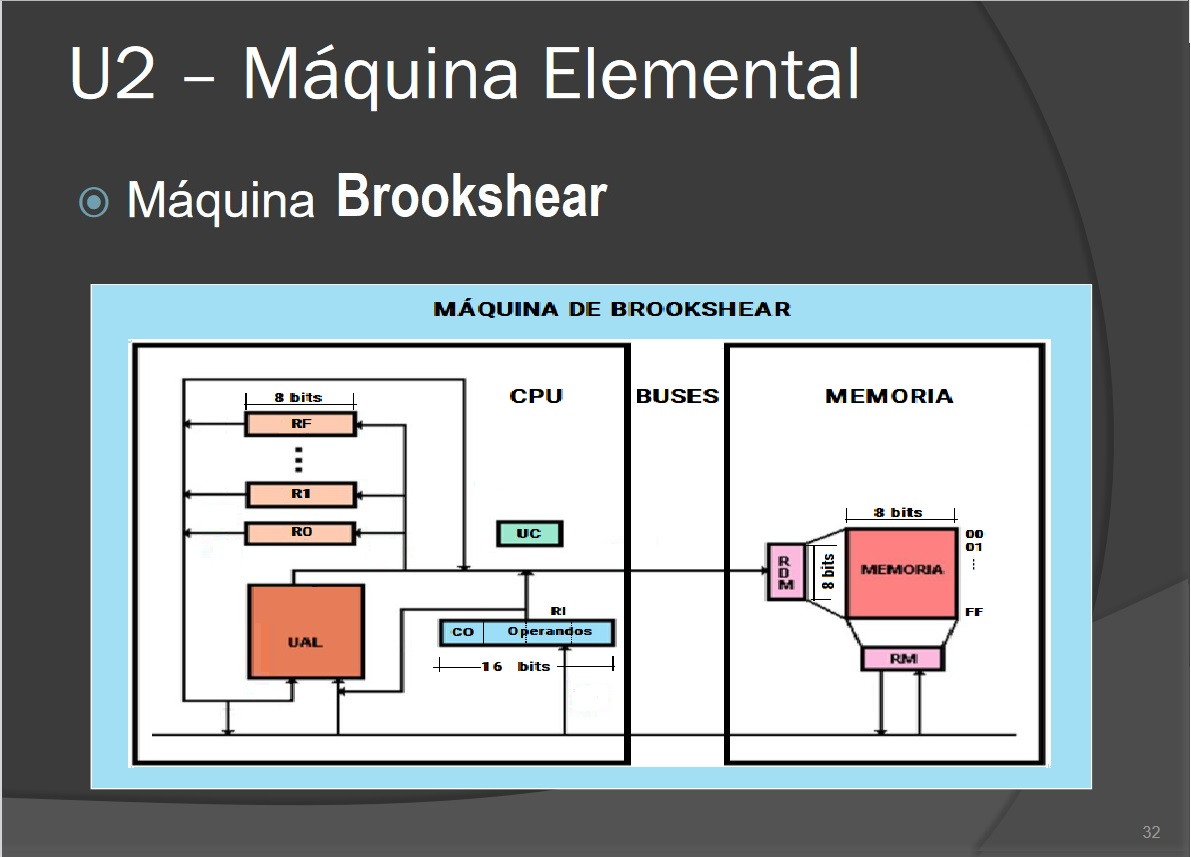 U2 – Máquina Elemental
Máquina Brookshear
MÁQUINA DE BROOKSHEAR
CPU
BUSES
MEMORIA
8 bits
RF
R1
R0
UC
UAL
RI
CO
Operandos
16 bits
RDM
8 bits
8 bits
MEMORIA
00
01
...
FF
RM
32